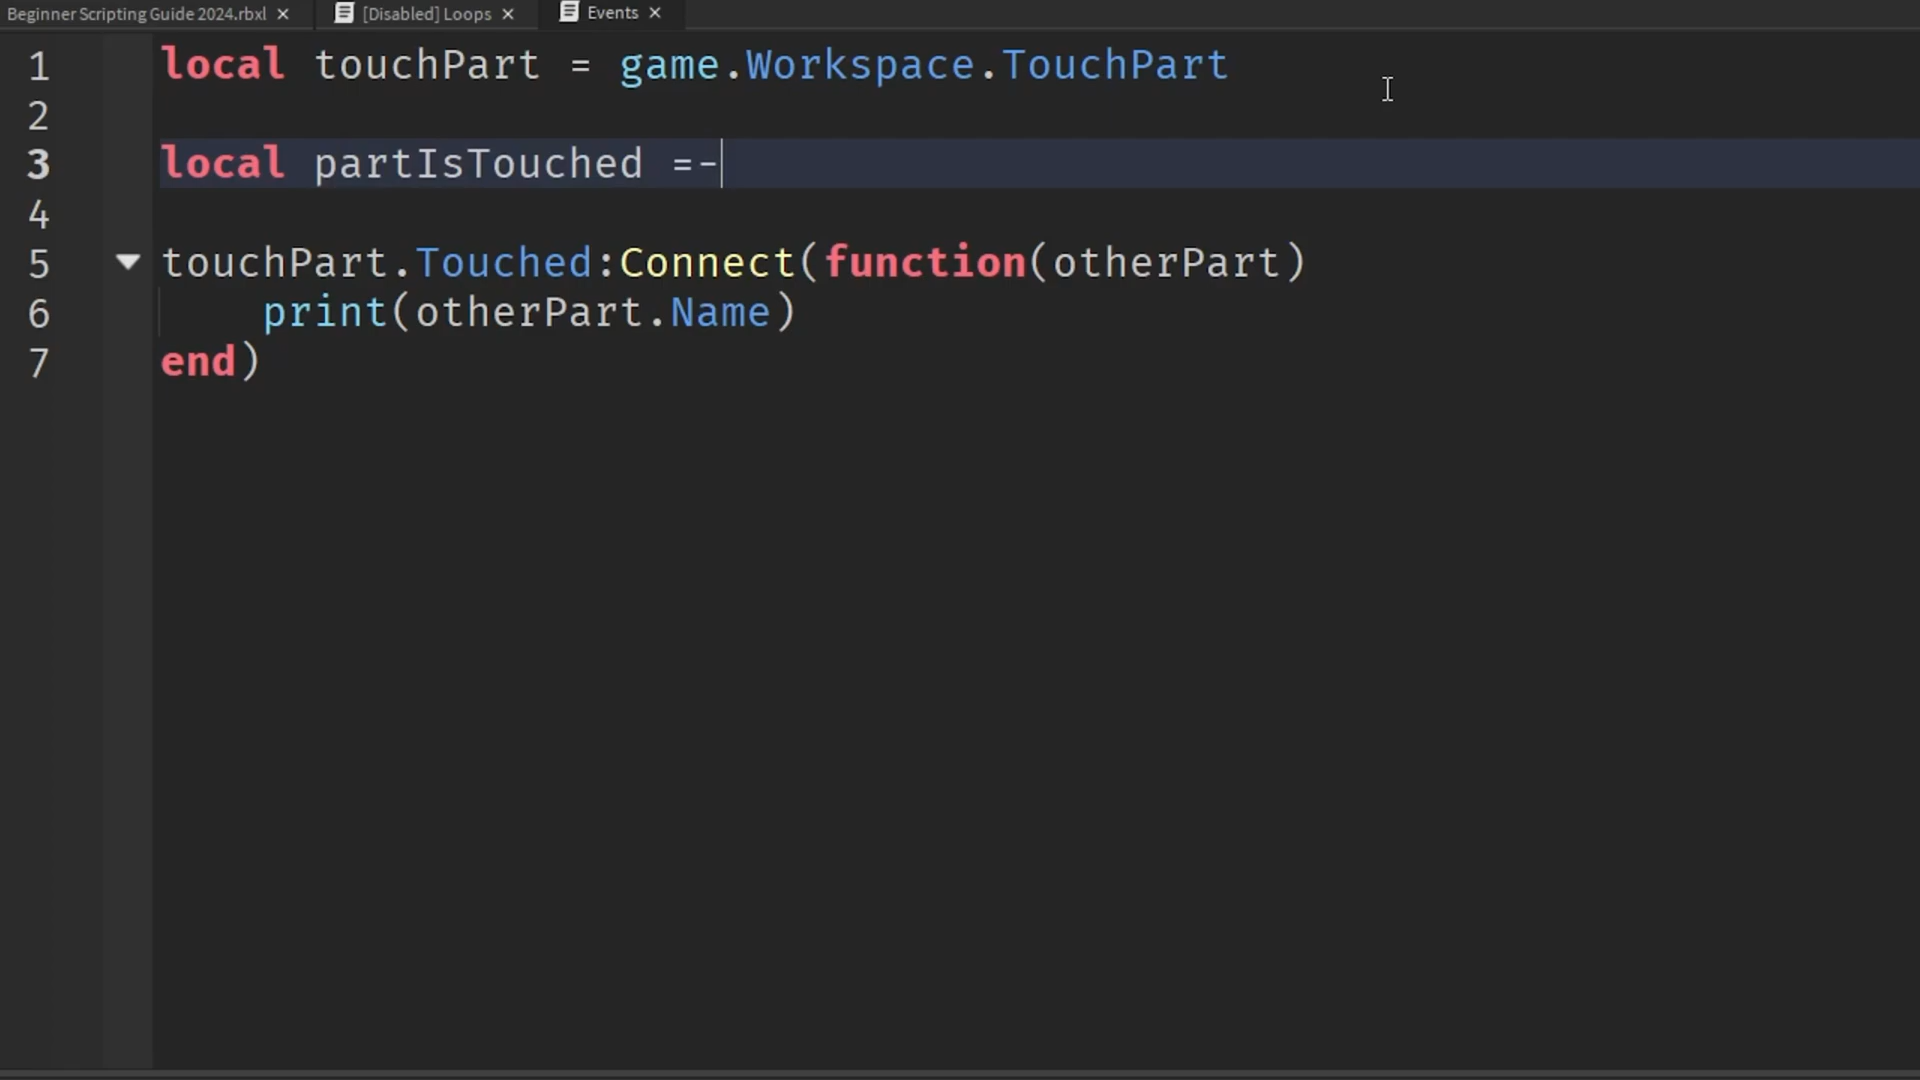 Beginner Scripting Guide 2024.rbxl × [Disabled] Loops × Events ×
1 local touchPart = game.Workspace.TouchPart
2
3 local partIsTouched =-
4
5 touchPart.Touched:Connect(function(otherPart)
6 print(otherPart.Name)
7 end)